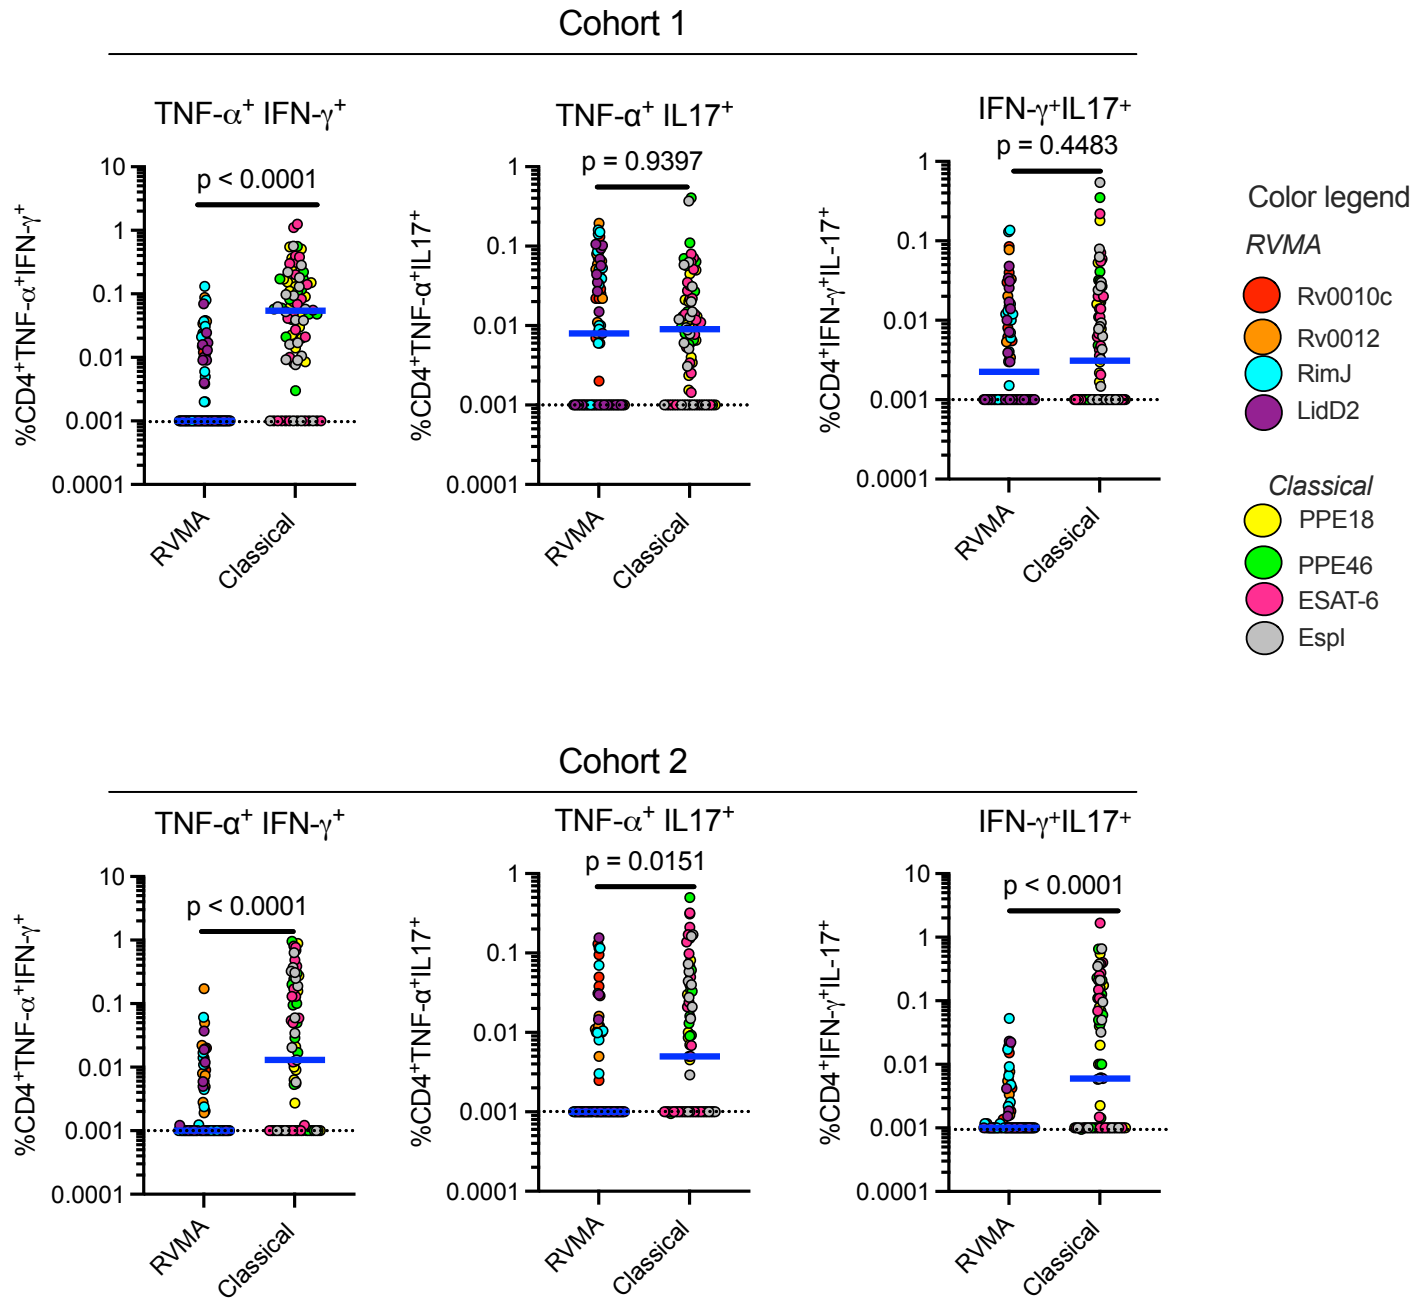 Cohort 1
TNF-α⁺ IFN-γ⁺
TNF-α⁺ IL17⁺
IFN-γ⁺IL17⁺
p < 0.0001
p = 0.9397
p = 0.4483
%CD4⁺TNF-α⁺IFN-γ⁺
10
1
0.1
0.01
0.001
0.0001
RVMA
Classical
%CD4⁺TNF-α⁺IL17⁺
1
0.1
0.01
0.001
0.0001
RVMA
Classical
%CD4⁺IFN-γ⁺IL-17⁺
1
0.1
0.01
0.001
0.0001
RVMA
Classical
Color legend
RVMA
Rv0010c
Rv0012
RimJ
LidD2
Classical
PPE18
PPE46
ESAT-6
EspI
Cohort 2
TNF-α⁺ IFN-γ⁺
TNF-α⁺ IL17⁺
IFN-γ⁺IL17⁺
p < 0.0001
p = 0.0151
p < 0.0001
%CD4⁺TNF-α⁺IFN-γ⁺
10
1
0.1
0.01
0.001
0.0001
RVMA
Classical
%CD4⁺TNF-α⁺IL17⁺
1
0.1
0.01
0.001
0.0001
RVMA
Classical
%CD4⁺IFN-γ⁺IL-17⁺
10
1
0.1
0.01
0.001
0.0001
RVMA
Classical